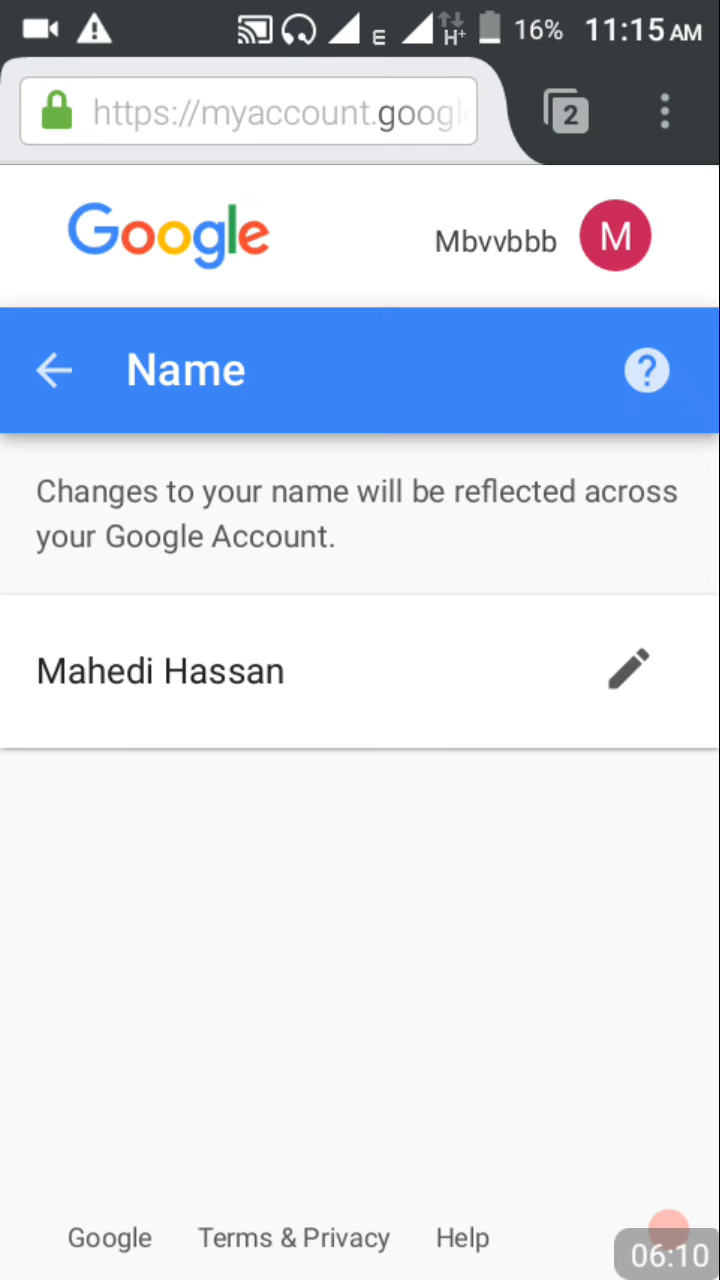 E H+ 16% 11:15 AM
https://myaccount.googl
2
Google Mbvvbbb M
Name ?
Changes to your name will be reflected across
your Google Account.
Mahedi Hassan
Google Terms & Privacy Help
06:10